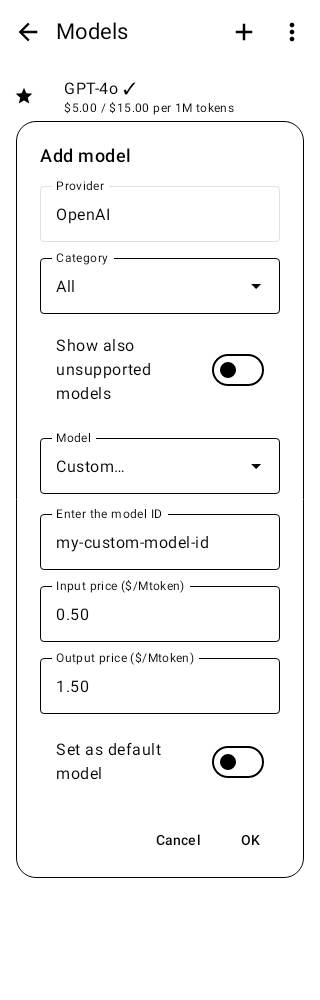 Models
GPT-4o ✓
$5.00 / $15.00 per 1M tokens
Add model
Provider
OpenAI
Category
All
Show also
unsupported
models
Model
Custom…
Enter the model ID
my-custom-model-id
Input price ($/Mtoken)
0.50
Output price ($/Mtoken)
1.50
Set as default
model
Cancel OK